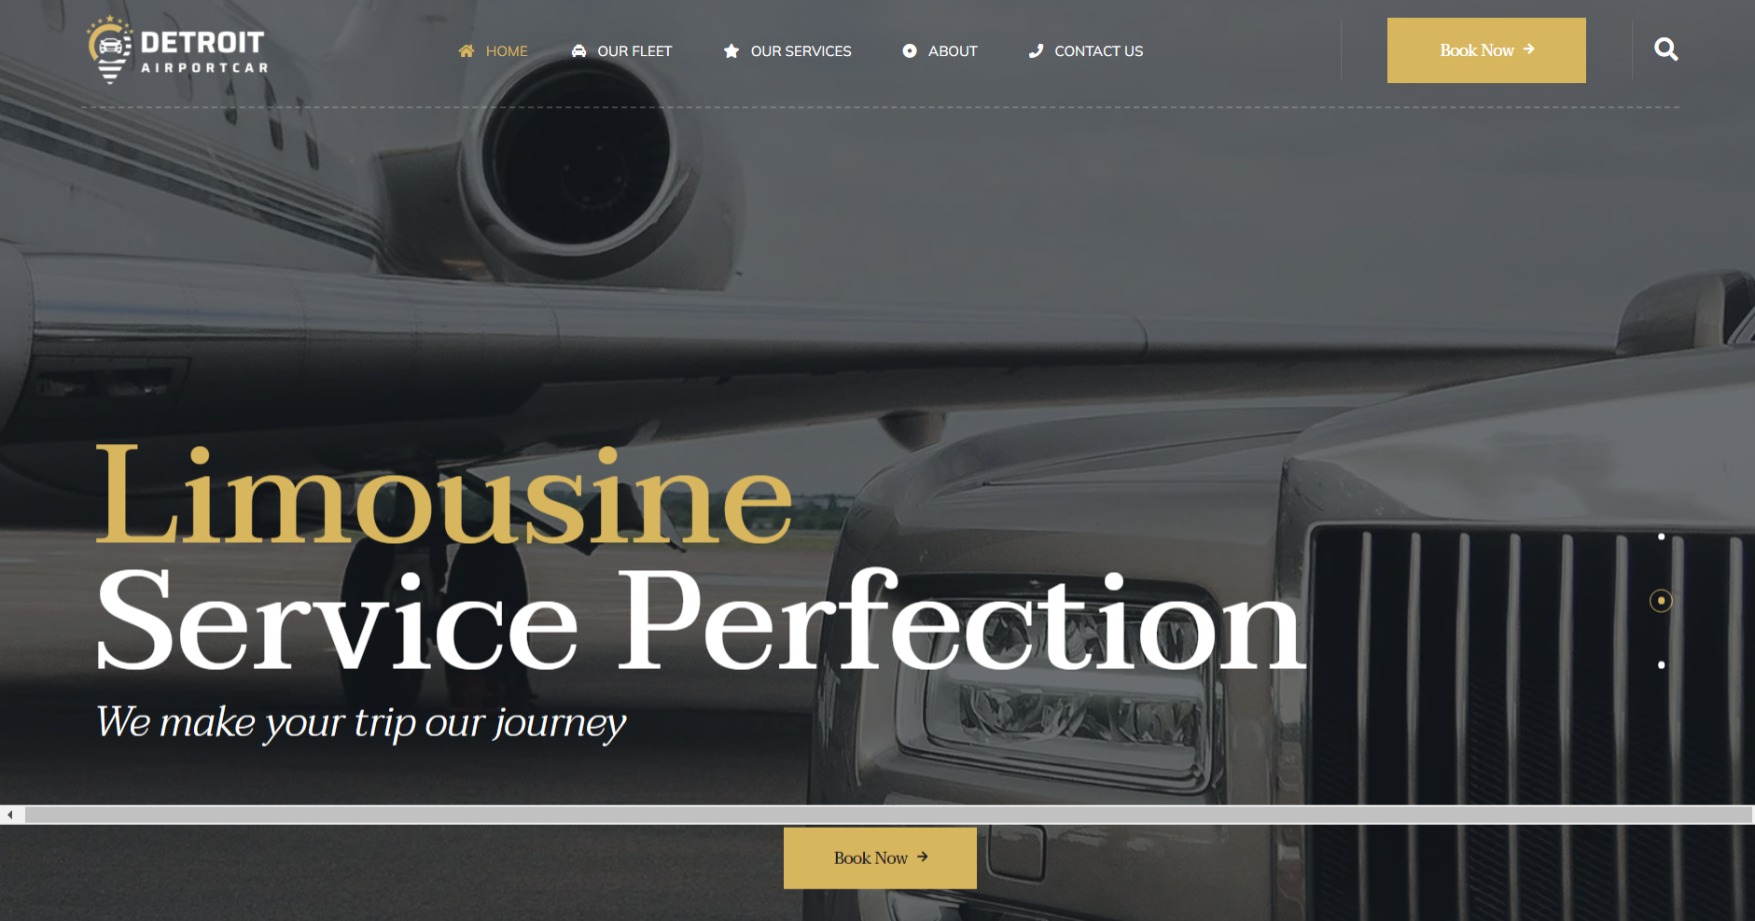 DETROIT
AIRPORTCAR
HOME
OUR FLEET
OUR SERVICES
ABOUT
CONTACT US
Book Now
Limousine
Service Perfection
We make your trip our journey
Book Now